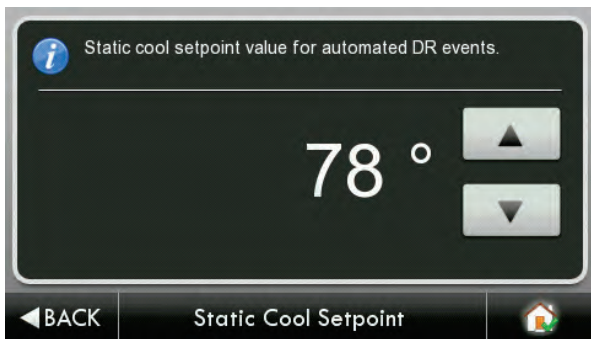 Static cool setpoint value for automated DR events.
78 °
BACK
Static Cool Setpoint